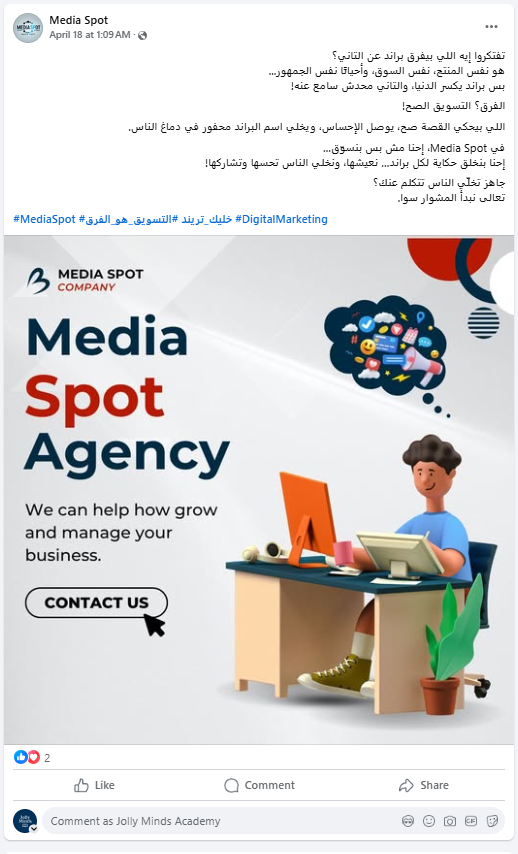 Media Spot
April 18 at 1:09 AM ·
تفتكروا إيه اللي بيفرق براند عن التاني؟
هو نفس المنتج، نفس السوق، وأحيانًا نفس الجمهور...
بس براند يكسر الدنيا، والتاني محدش سامع عنه!
الفرق؟ التسويق الصح!
اللي بيحكي القصة صح، يوصل الإحساس، ويخلي اسم البراند محفور في دماغ الناس.
في Media Spot، إحنا مش بس بنسوّق...
إحنا بنخلق حكاية لكل براند... نعيشها، ونخلي الناس تحسها وتشاركها!
جاهز تخلّي الناس تتكلم عنك؟
تعالى نبدأ المشوار سوا.
#MediaSpot #خليك_تريند #التسويق_هو_الفرق #DigitalMarketing
MEDIA SPOT
COMPANY
Media
Spot
Agency
We can help how grow
and manage your
business.
CONTACT US
2
Like
Comment
Share
Comment as Jolly Minds Academy